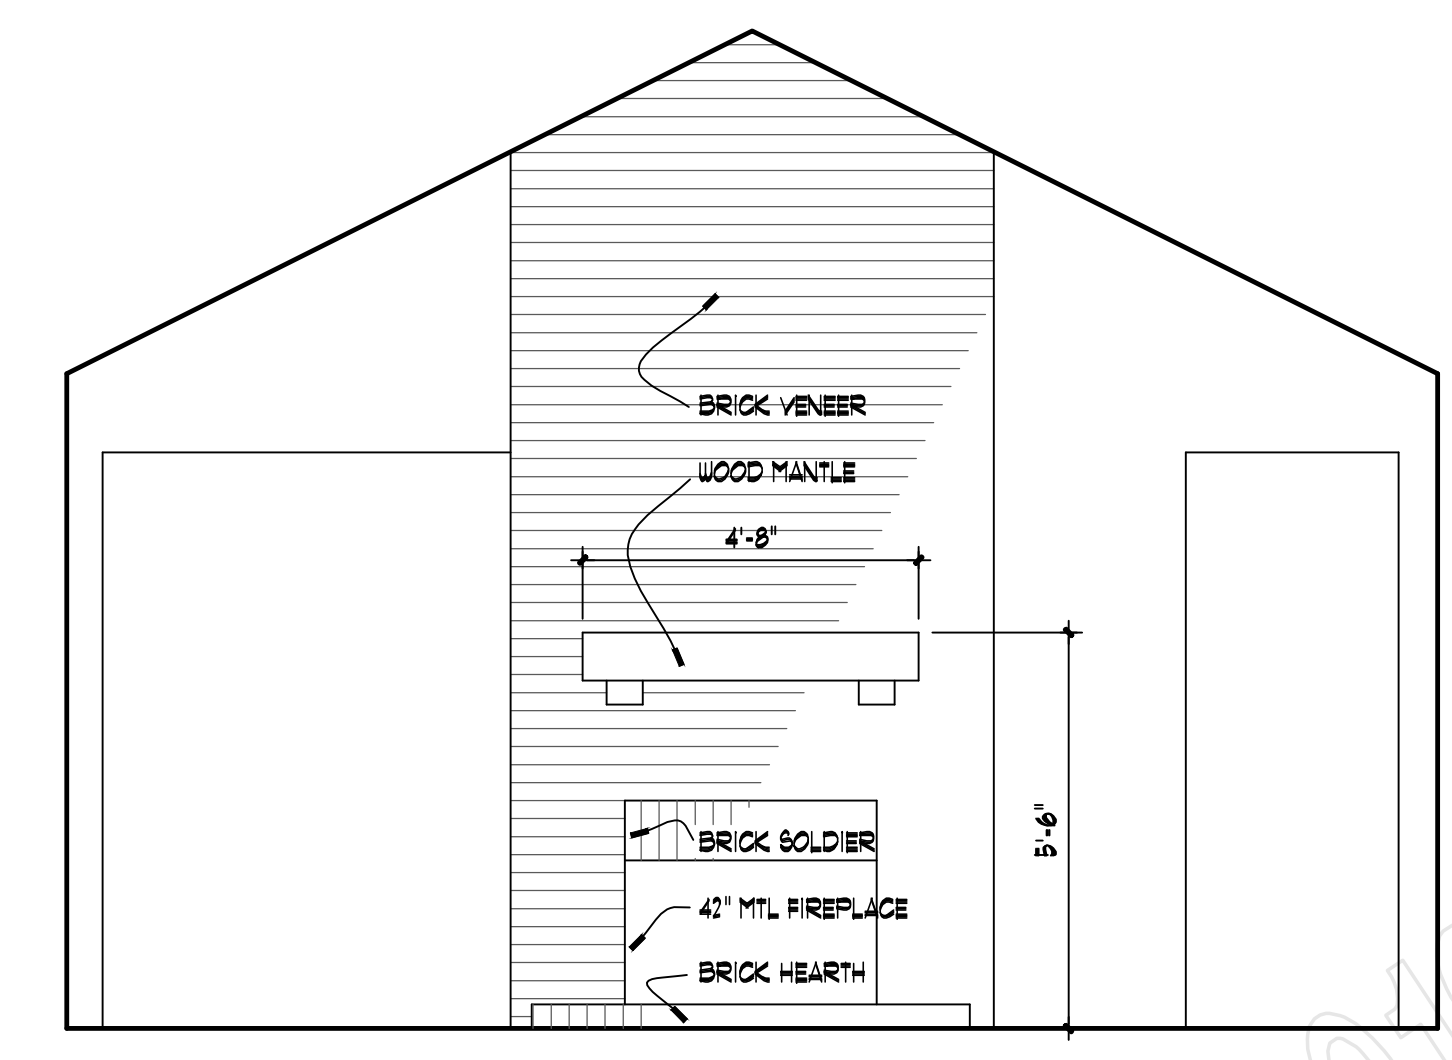 BRICK VENEER
WOOD MANTLE
4'-8"
5'-6"
BRICK SOLDIER
42" MTL FIREPLACE
BRICK HEARTH